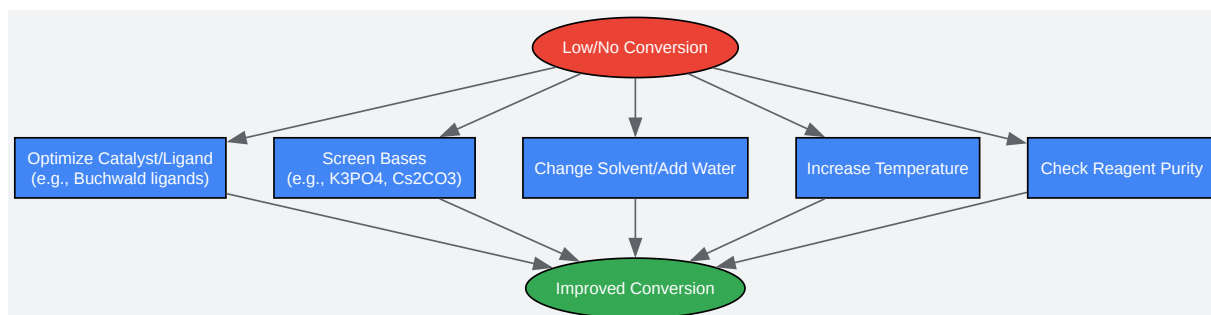 Low/No Conversion
Optimize Catalyst/Ligand
(e.g., Buchwald ligands)
Screen Bases
(e.g., K3PO4, Cs2CO3)
Change Solvent/Add Water
Increase Temperature
Check Reagent Purity
Improved Conversion